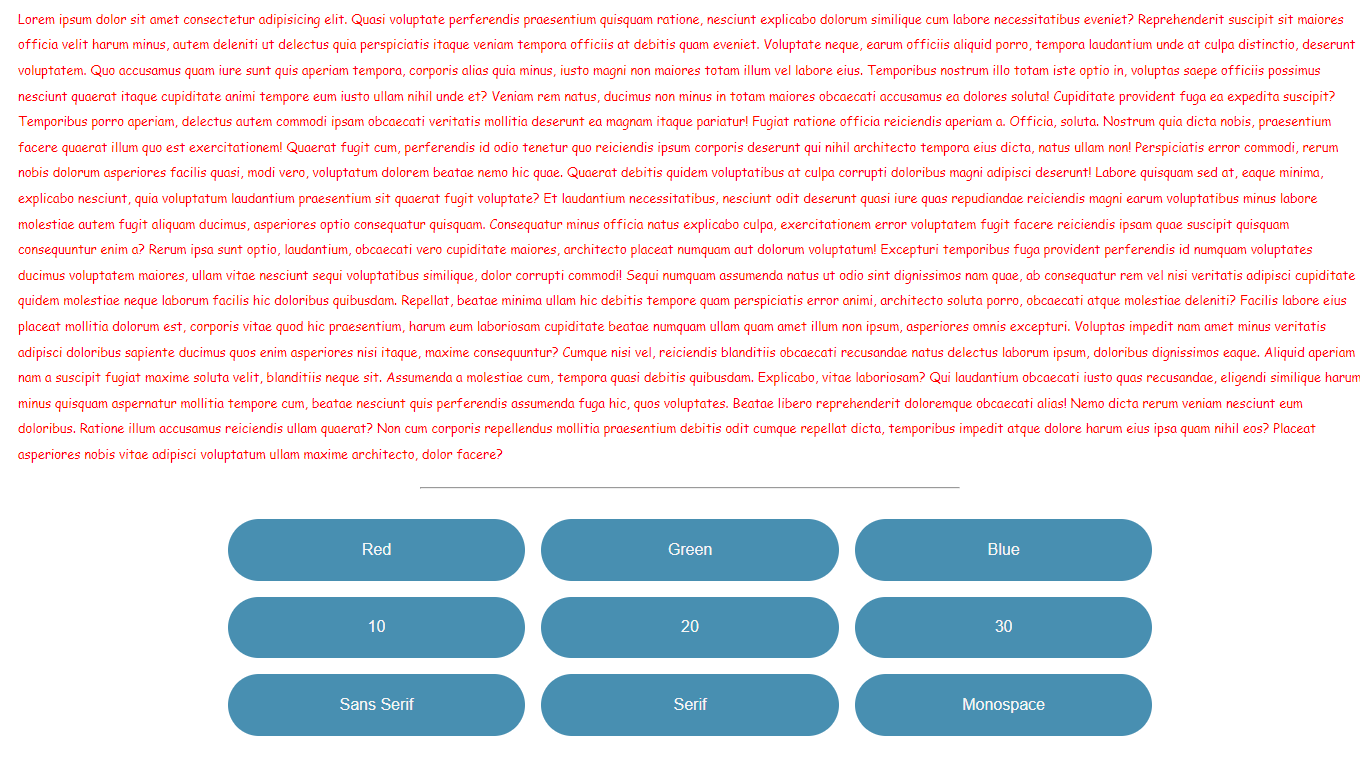 Lorem ipsum dolor sit amet consectetur adipisicing elit. Quasi voluptate perferendis praesentium quisquam ratione, nesciunt explicabo dolorum similique cum labore necessitatibus eveniet? Reprehenderit suscipit sit maiores
officia velit harum minus, autem deleniti ut delectus quia perspiciatis itaque veniam tempora officiis at debitis quam eveniet. Voluptate neque, earum officiis aliquid porro, tempora laudantium unde at culpa distinctio, deserunt
voluptatem. Quo accusamus quam iure sunt quis aperiam tempora, corporis alias quia minus, iusto magni non maiores totam illum vel labore eius. Temporibus nostrum illo totam iste optio in, voluptas saepe officiis possimus
nesciunt quaerat itaque cupiditate animi tempore eum iusto ullam nihil unde et? Veniam rem natus, ducimus non minus in totam maiores obcaecati accusamus ea dolores soluta! Cupiditate provident fuga ea expedita suscipit?
Temporibus porro aperiam, delectus autem commodi ipsam obcaecati veritatis mollitia deserunt ea magnam itaque pariatur! Fugiat ratione officia reiciendis aperiam a. Officia, soluta. Nostrum quia dicta nobis, praesentium
facere quaerat illum quo est exercitationem! Quaerat fugit cum, perferendis id odio tenetur quo reiciendis ipsum corporis deserunt qui nihil architecto tempora eius dicta, natus ullam non! Perspiciatis error commodi, rerum
nobis dolorum asperiores facilis quasi, modi vero, voluptatum dolorem beatae nemo hic quae. Quaerat debitis quidem voluptatibus at culpa corrupti doloribus magni adipisci deserunt! Labore quisquam sed at, eaque minima,
explicabo nesciunt, quia voluptatum laudantium praesentium sit quaerat fugit voluptate? Et laudantium necessitatibus, nesciunt odit deserunt quasi iure quas repudiandae reiciendis magni earum voluptatibus minus labore
molestiae autem fugit aliquam ducimus, asperiores optio consequatur quisquam. Consequatur minus officia natus explicabo culpa, exercitationem error voluptatem fugit facere reiciendis ipsam quae suscipit quisquam
consequuntur enim a? Rerum ipsa sunt optio, laudantium, obcaecati vero cupiditate maiores, architecto placeat numquam aut dolorum voluptatum! Excepturi temporibus fuga provident perferendis id numquam voluptates
ducimus voluptatem maiores, ullam vitae nesciunt sequi voluptatibus similique, dolor corrupti commodi! Sequi numquam assumenda natus ut odio sint dignissimos nam quae, ab consequatur rem vel nisi veritatis adipisci cupiditate
quidem molestiae neque laborum facilis hic doloribus quibusdam. Repellat, beatae minima ullam hic debitis tempore quam perspiciatis error animi, architecto soluta porro, obcaecati atque molestiae deleniti? Facilis labore eius
placeat mollitia dolorum est, corporis vitae quod hic praesentium, harum eum laboriosam cupiditate beatae numquam ullam quam amet illum non ipsum, asperiores omnis excepturi. Voluptas impedit nam amet minus veritatis
adipisci doloribus sapiente ducimus quos enim asperiores nisi itaque, maxime consequuntur? Cumque nisi vel, reiciendis blanditiis obcaecati recusandae natus delectus laborum ipsum, doloribus dignissimos eaque. Aliquid aperiam
nam a suscipit fugiat maxime soluta velit, blanditiis neque sit. Assumenda a molestiae cum, tempora quasi debitis quibusdam. Explicabo, vitae laboriosam? Qui laudantium obcaecati iusto quas recusandae, eligendi similique harum
minus quisquam aspernatur mollitia tempore cum, beatae nesciunt quis perferendis assumenda fuga hic, quos voluptates. Beatae libero reprehenderit doloremque obcaecati alias! Nemo dicta rerum veniam nesciunt eum
doloribus. Ratione illum accusamus reiciendis ullam quaerat? Non cum corporis repellendus mollitia praesentium debitis odit cumque repellat dicta, temporibus impedit atque dolore harum eius ipsa quam nihil eos? Placeat
asperiores nobis vitae adipisci voluptatum ullam maxime architecto, dolor facere?
Red Green Blue
10 20 30
Sans Serif Serif Monospace